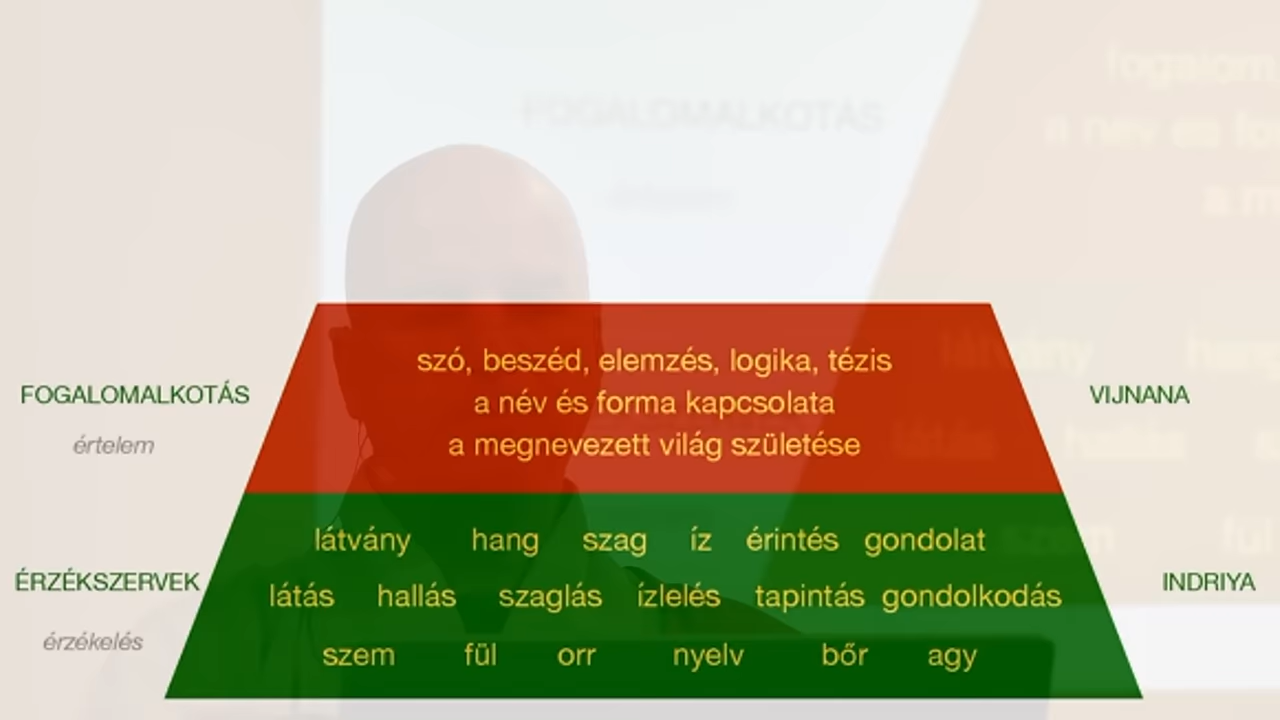 FOGALOMALKOTÁS
szó, beszéd, elemzés, logika, tézis
a név és forma kapcsolata
a megnevezett világ születése
FOGALOMALKOTÁS
értelem
VIJNANA
látvány hang szag íz érintés gondolat
látás hallás szaglás ízlelés tapintás gondolkodás
szem fül orr nyelv bőr agy
ÉRZÉKSZERVEK
érzékelés
INDRIYA